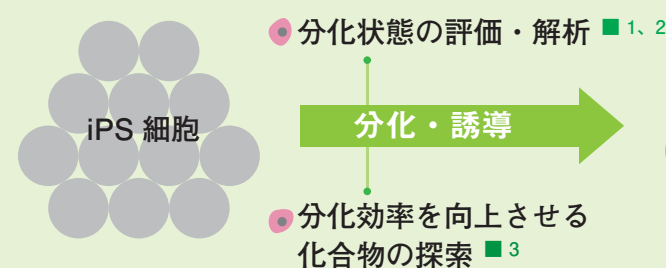 分化状態の評価・解析 ■ 1、2
iPS 細胞
分化・誘導
分化効率を向上させる
化合物の探索 ■ 3